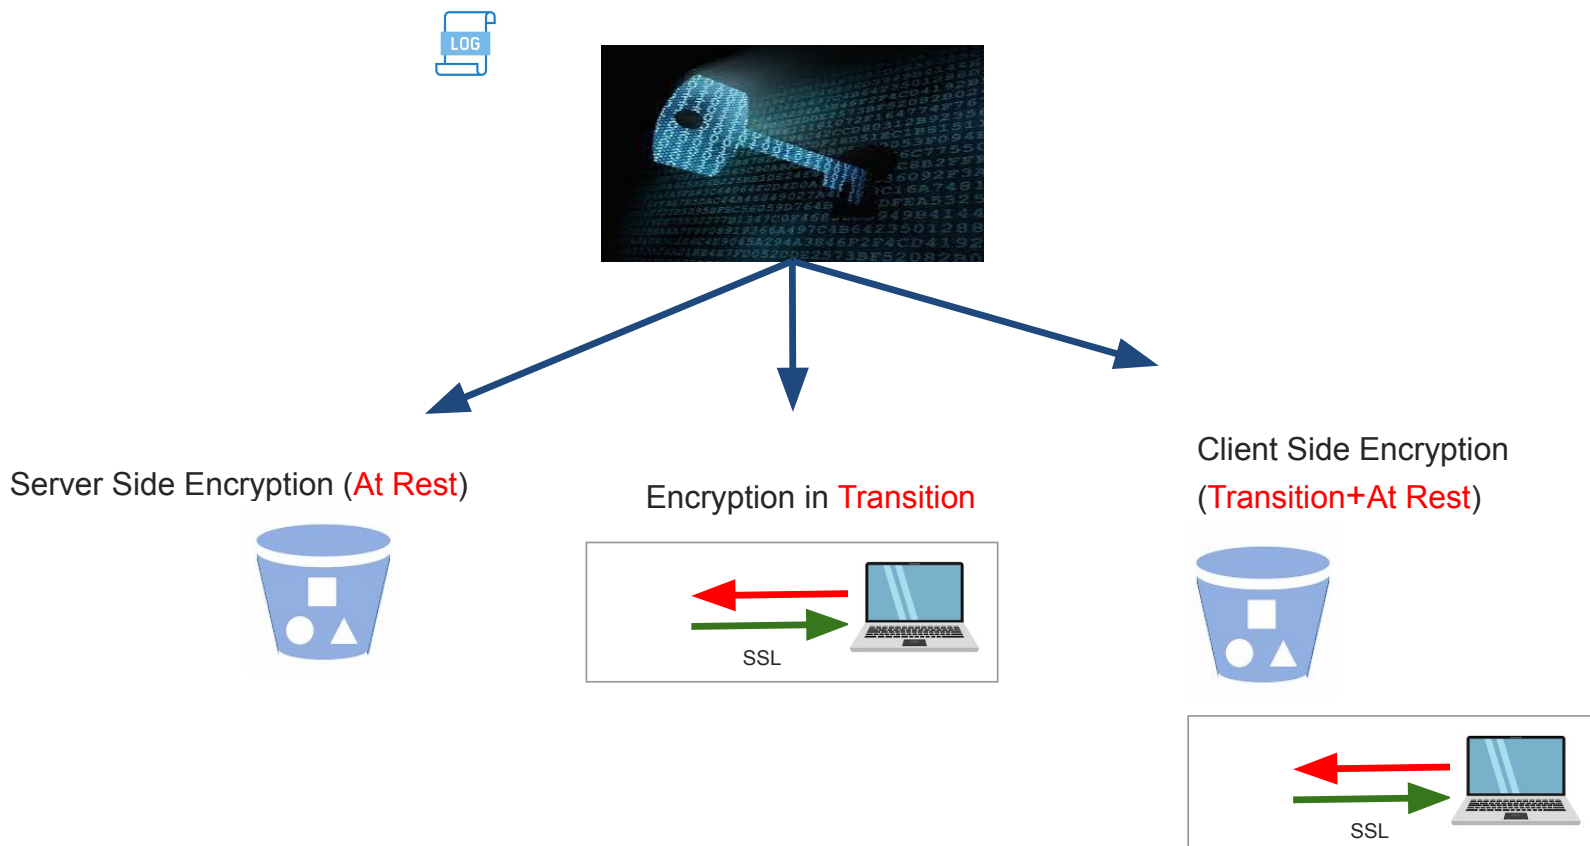 LOG
Server Side Encryption (At Rest)
Encryption in Transition
SSL
Client Side Encryption
(Transition+At Rest)
SSL